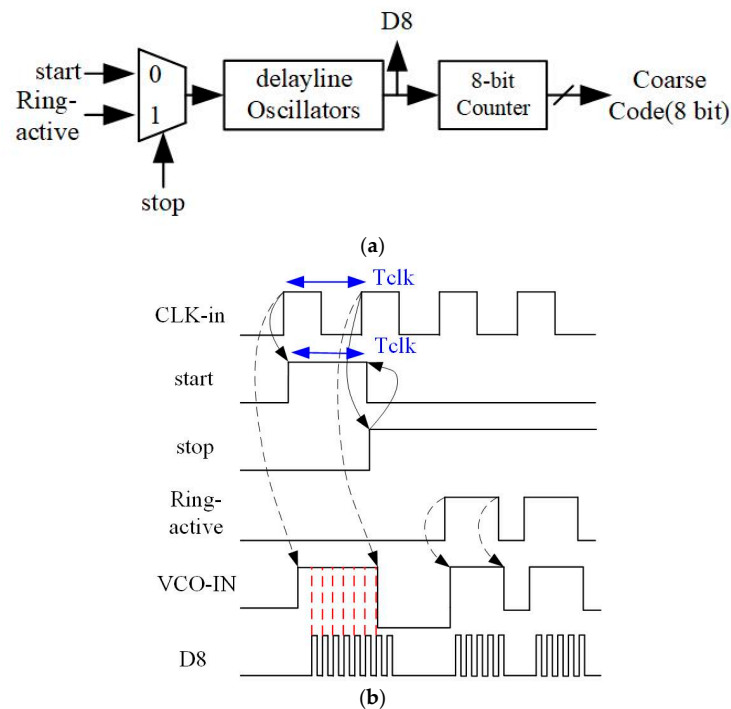 D8
start
Ring-
active
0
1
stop
delayline
Oscillators
8-bit
Counter
Coarse
Code(8 bit)
(a)
Tclk
CLK-in
Tclk
start
stop
Ring-
active
VCO-IN
D8
(b)